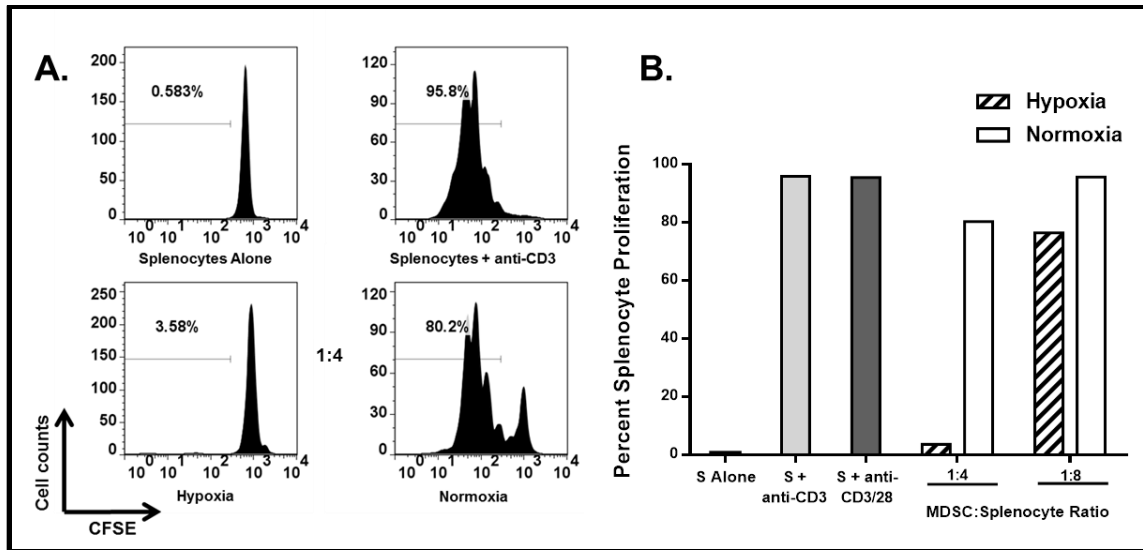 A.
200
150
100
50
0
0.583%
10^0 10^1 10^2 10^3 10^4
Splenocytes Alone
120
90
60
30
0
95.8%
10^0 10^1 10^2 10^3 10^4
Splenocytes + anti-CD3
250
200
150
100
50
0
3.58%
10^0 10^1 10^2 10^3 10^4
Hypoxia
1:4
120
90
60
30
0
80.2%
10^0 10^1 10^2 10^3 10^4
Normoxia
Cell counts
CFSE
B.
Hypoxia
Normoxia
Percent Splenocyte Proliferation
100
80
60
40
20
0
S Alone
S +
anti-CD3
S + anti-
CD3/28
1:4
1:8
MDSC:Splenocyte Ratio